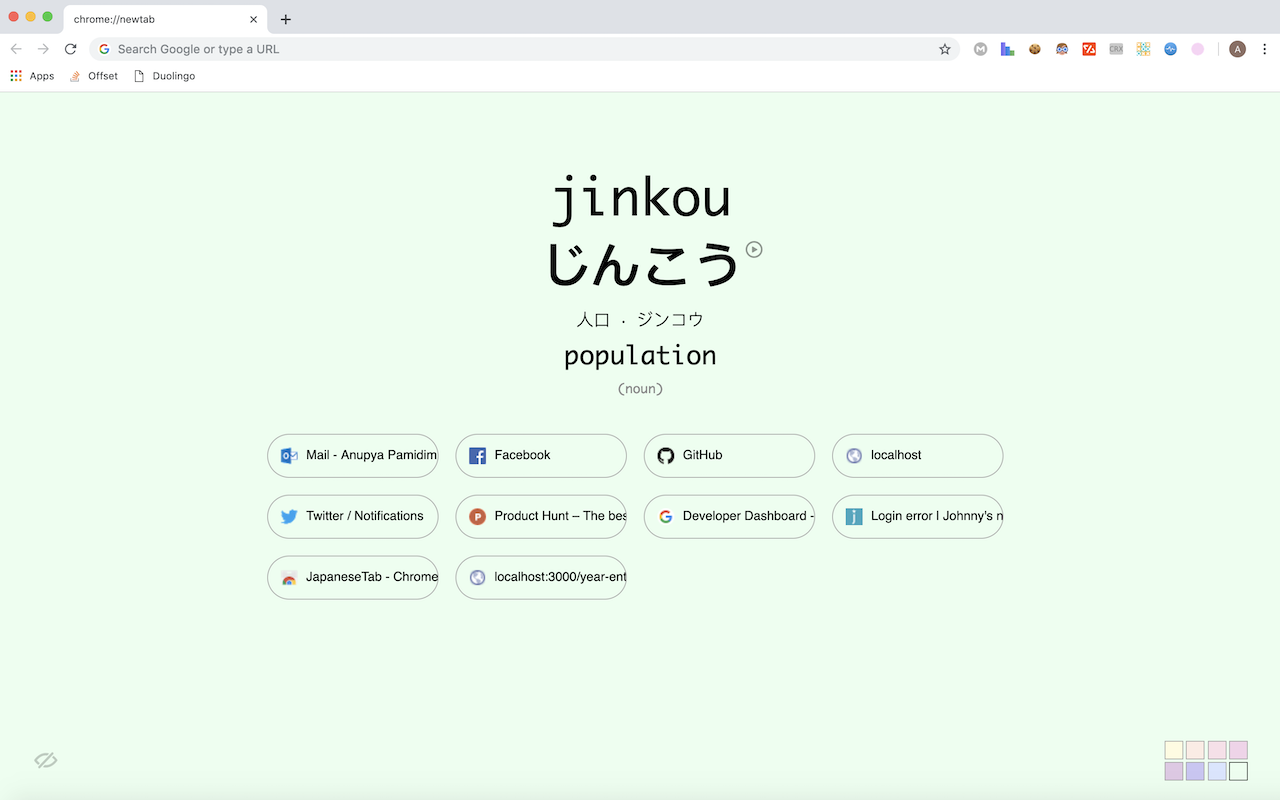 chrome://newtab
Search Google or type a URL
CRX
A
Apps
Offset
Duolingo
jinkou
じんこう
人口 · ジンコウ
population
(noun)
Mail - Anupya Pamidim
Facebook
GitHub
localhost
Twitter / Notifications
Product Hunt – The bes
Developer Dashboard -
Login error | Johnny's n
JapaneseTab - Chrome
localhost:3000/year-ent